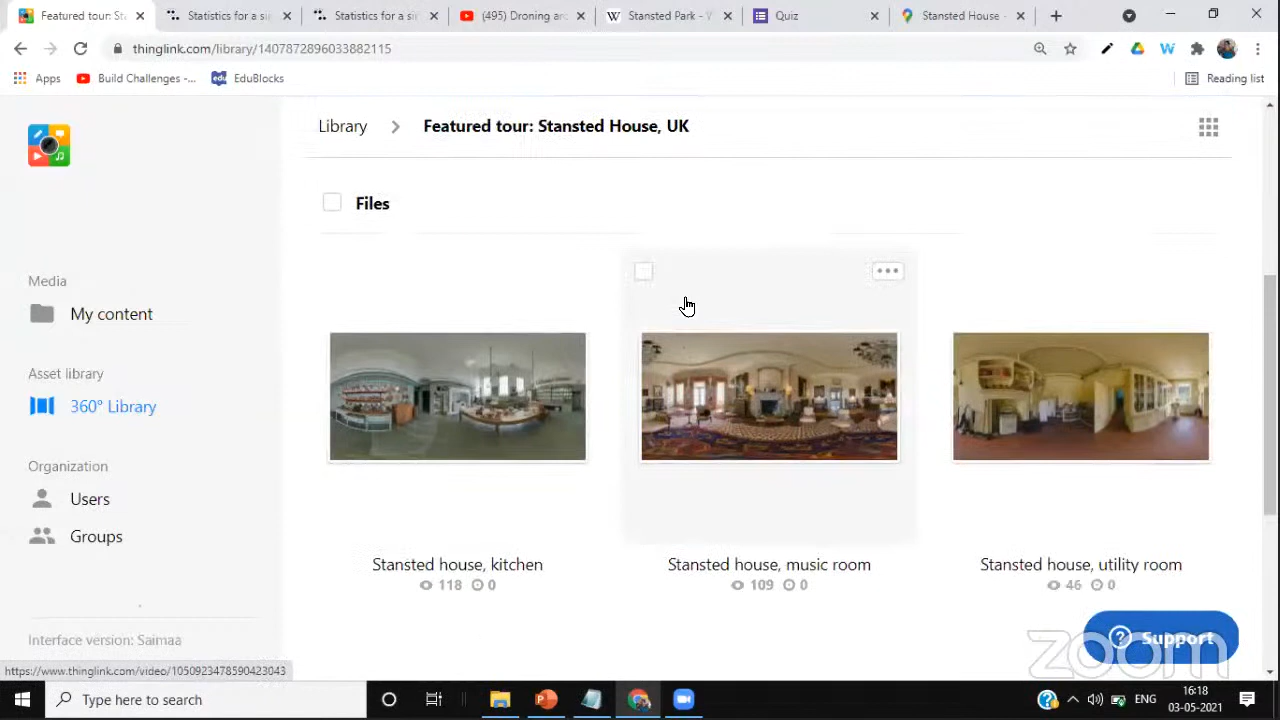 Featured tour: St
Statistics for a si
Statistics for a si
(495) Droning ar
Stansted Park - V
Quiz
Stansted House -
thinglink.com/library/1407872896033882115
Apps
Build Challenges -...
EduBlocks
Reading list
Library
Featured tour: Stansted House, UK
Files
Media
My content
Asset library
360° Library
Organization
Users
Groups
Stansted house, kitchen
Stansted house, music room
Stansted house, utility room
118 0
109 0
46 0
Interface version: Saimaa
Support
zoom
https://www.thinglink.com/video/1050923478590423043
Type here to search
ENG
16:18
03-05-2021